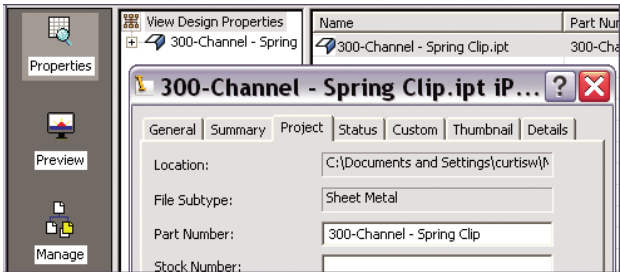 View Design Properties
300-Channel - Spring
Name
Part Nur
300-Channel - Spring Clip.ipt
300-Cha
Properties
Preview
Manage
300-Channel - Spring Clip.ipt iP...
General
Summary
Project
Status
Custom
Thumbnail
Details
Location:
C:\Documents and Settings\curtisw\
File Subtype:
Sheet Metal
Part Number:
300-Channel - Spring Clip
Stock Number: